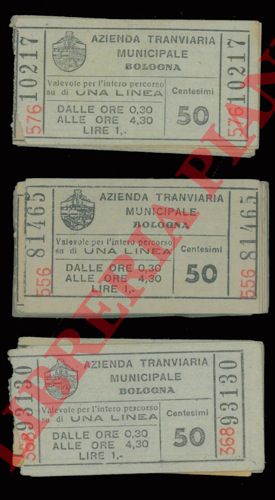 576 10217
AZIENDA TRANVIARIA
MUNICIPALE
BOLOGNA
Valevole per l'intero percorso
su di UNA LINEA
Centesimi
50
DALLE ORE 0,30
ALLE ORE 4,30
LIRE 1,-
576 10217
556 81465
AZIENDA TRANVIARIA
MUNICIPALE
BOLOGNA
Valevole per l'intero percorso
su di UNA LINEA
Centesimi
50
DALLE ORE 0,30
ALLE ORE 4,30
LIRE 1,-
556 81465
368 93130
AZIENDA TRANVIARIA
MUNICIPALE
BOLOGNA
Valevole per l'intero percorso
su di UNA LINEA
Centesimi
50
DALLE ORE 0,30
ALLE ORE 4,30
LIRE 1,-
368 93130
LIBRERIA PIAN